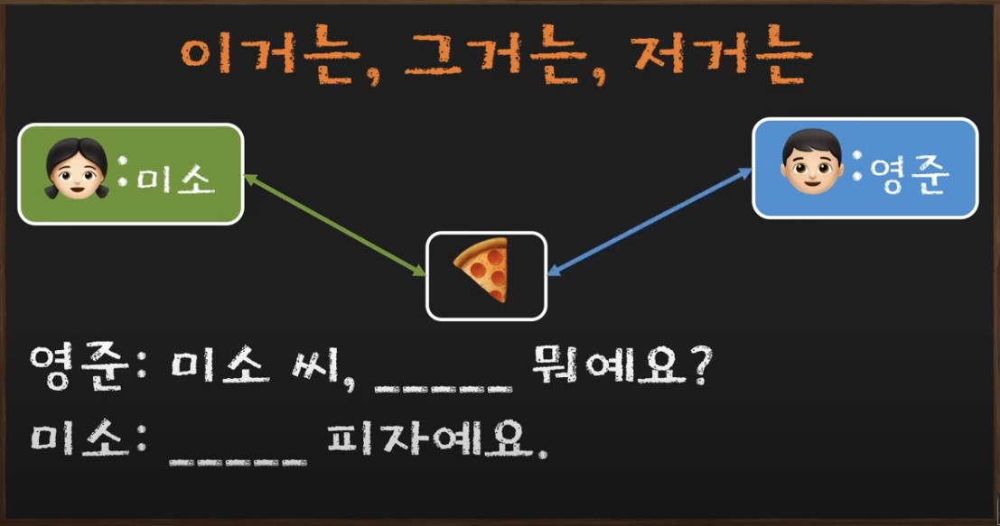 이거는, 그거는, 저거는
:미소
:영준
영준: 미소 씨, _____ 뭐예요?
미소: _____ 피자예요.